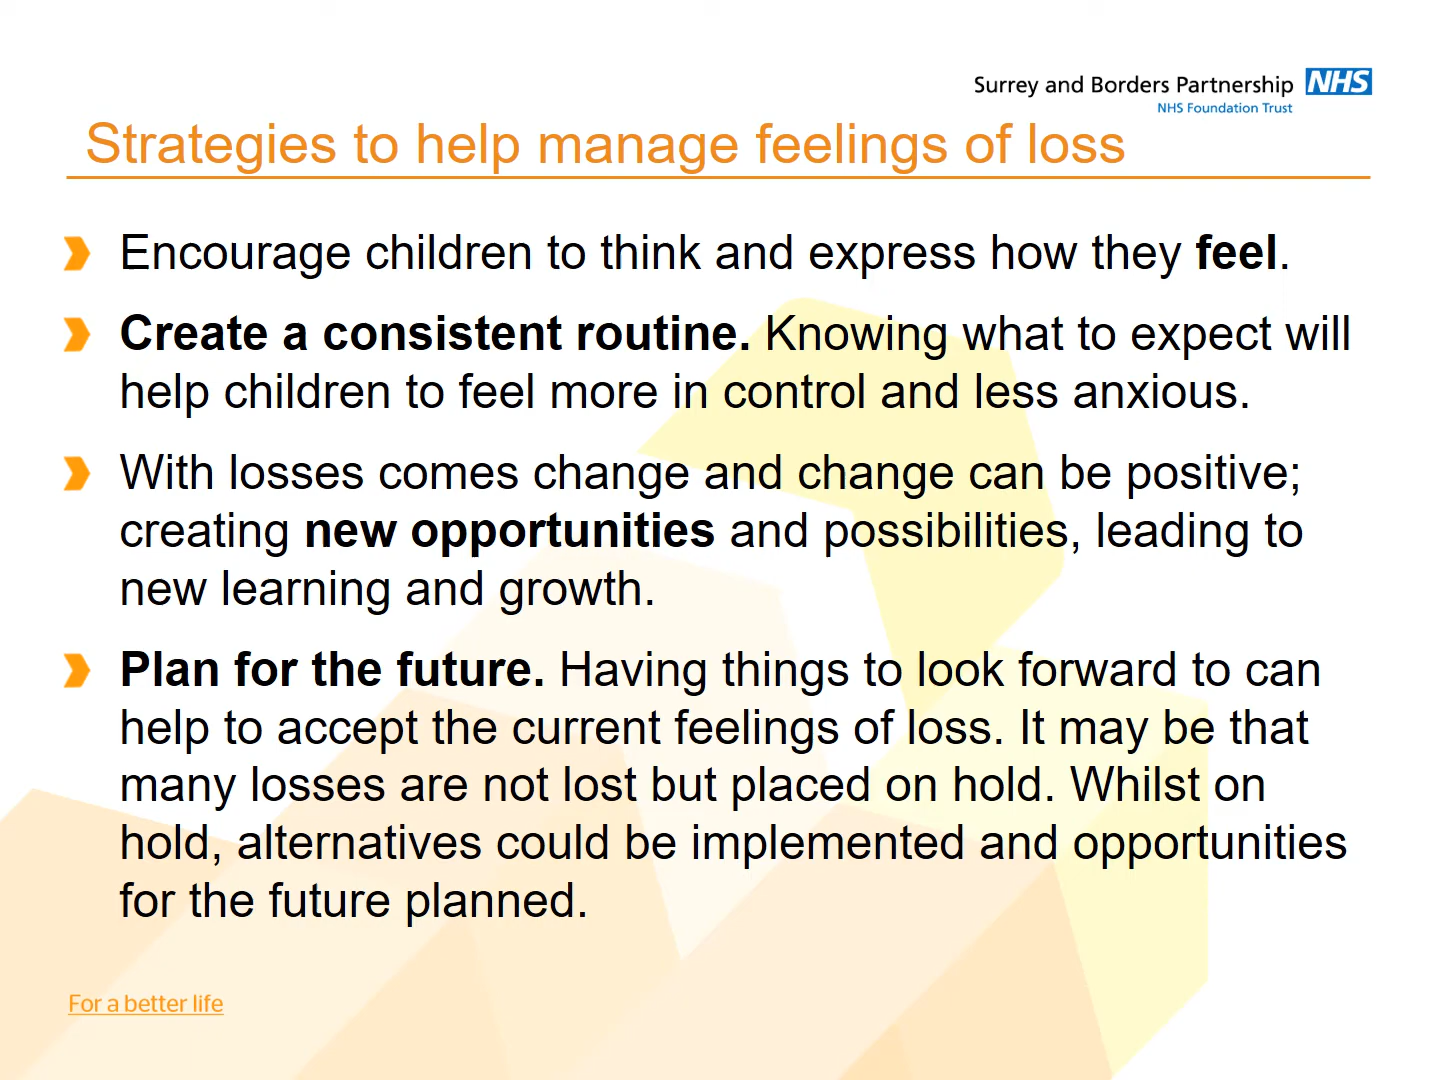 Surrey and Borders Partnership NHS
NHS Foundation Trust
Strategies to help manage feelings of loss
Encourage children to think and express how they feel.
Create a consistent routine. Knowing what to expect will
help children to feel more in control and less anxious.
With losses comes change and change can be positive;
creating new opportunities and possibilities, leading to
new learning and growth.
Plan for the future. Having things to look forward to can
help to accept the current feelings of loss. It may be that
many losses are not lost but placed on hold. Whilst on
hold, alternatives could be implemented and opportunities
for the future planned.
For a better life